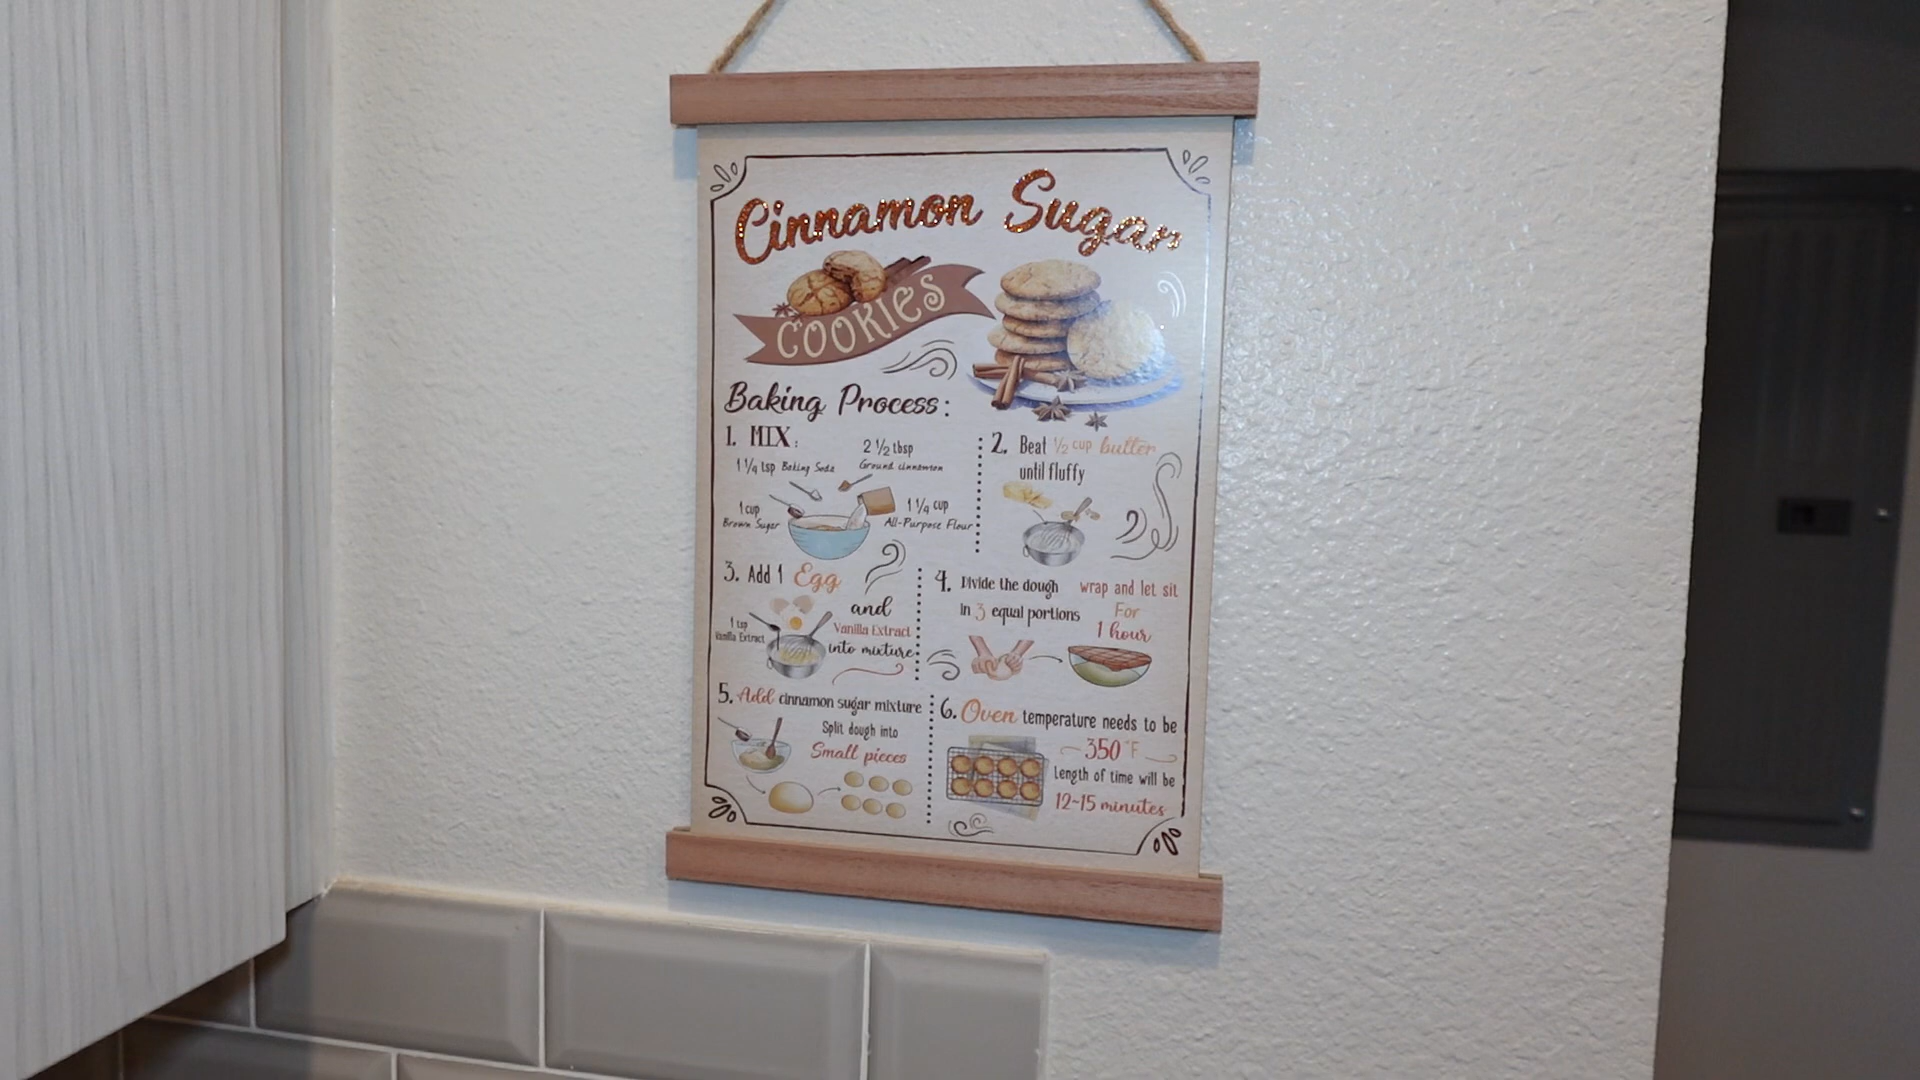 Cinnamon Sugar
COOKIES
Baking Process:
1. MIX:
2 ½ tbsp
Ground cinnamon
1 ¼ tsp Baking Soda
1 cup
Brown Sugar
1 ¼ cup
All-Purpose Flour
2. Beat ½ cup butter
until fluffy
3. Add 1 Egg
and
1 tsp
Vanilla Extract
Vanilla Extract
into mixture
4. Divide the dough
in 3 equal portions
wrap and let sit
For
1 hour
5. Add cinnamon sugar mixture
Split dough into
Small pieces
6. Oven temperature needs to be
350°F
Length of time will be
12-15 minutes